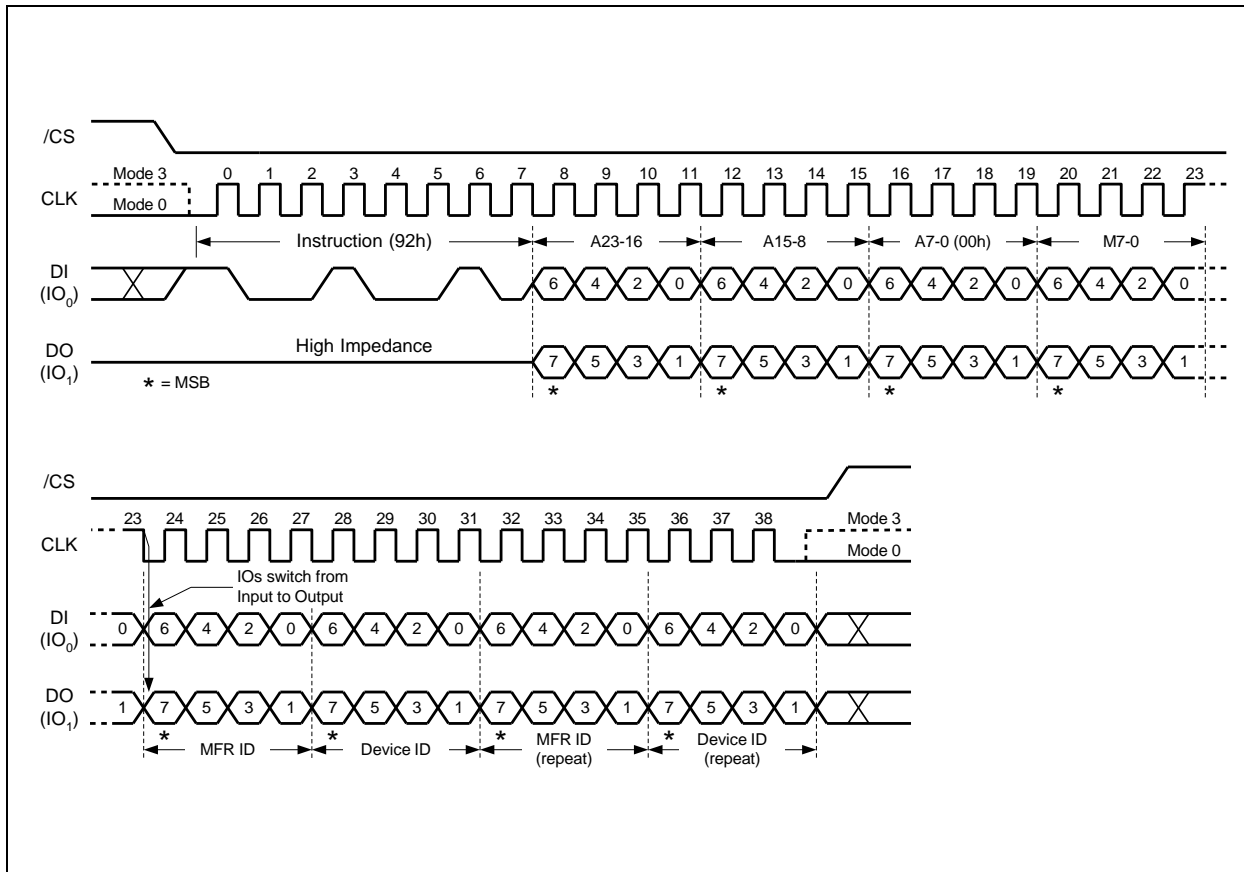 /CS
Mode 3 0 1 2 3 4 5 6 7 8 9 10 11 12 13 14 15 16 17 18 19 20 21 22 23
CLK Mode 0
Instruction (92h) A23-16 A15-8 A7-0 (00h) M7-0
DI
(IO0) 6 4 2 0 6 4 2 0 6 4 2 0 6 4 2 0
High Impedance
DO
(IO1) 7 5 3 1 7 5 3 1 7 5 3 1 7 5 3 1
* = MSB * * * *
/CS
23 24 25 26 27 28 29 30 31 32 33 34 35 36 37 38 Mode 3
CLK Mode 0
IOs switch from
Input to Output
DI
(IO0) 0 6 4 2 0 6 4 2 0 6 4 2 0 6 4 2 0
DO
(IO1) 1 7 5 3 1 7 5 3 1 7 5 3 1 7 5 3 1
* * * *
MFR ID Device ID MFR ID
(repeat) Device ID
(repeat)